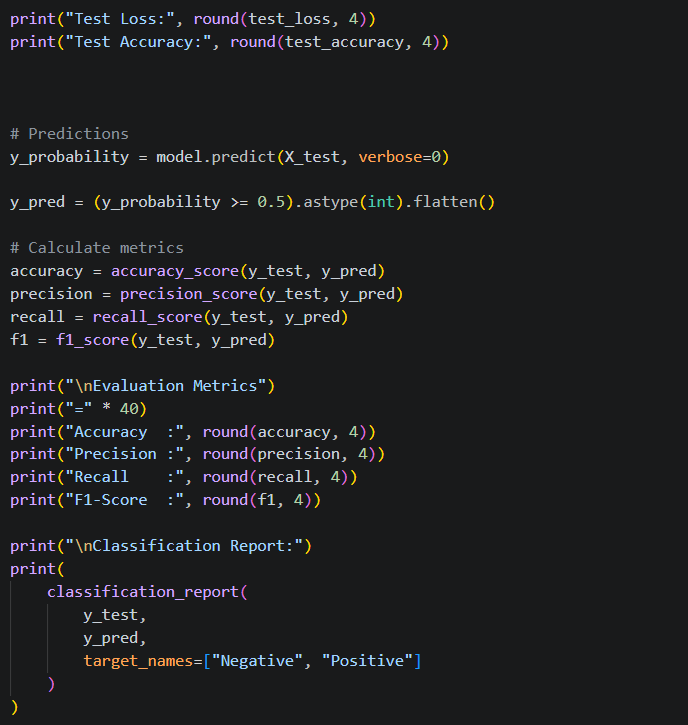 print("Test Loss:", round(test_loss, 4))
print("Test Accuracy:", round(test_accuracy, 4))
# Predictions
y_probability = model.predict(X_test, verbose=0)
y_pred = (y_probability >= 0.5).astype(int).flatten()
# Calculate metrics
accuracy = accuracy_score(y_test, y_pred)
precision = precision_score(y_test, y_pred)
recall = recall_score(y_test, y_pred)
f1 = f1_score(y_test, y_pred)
print("\nEvaluation Metrics")
print("=" * 40)
print("Accuracy  :", round(accuracy, 4))
print("Precision :", round(precision, 4))
print("Recall    :", round(recall, 4))
print("F1-Score  :", round(f1, 4))
print("\nClassification Report:")
print(
    classification_report(
        y_test,
        y_pred,
        target_names=["Negative", "Positive"]
    )
)